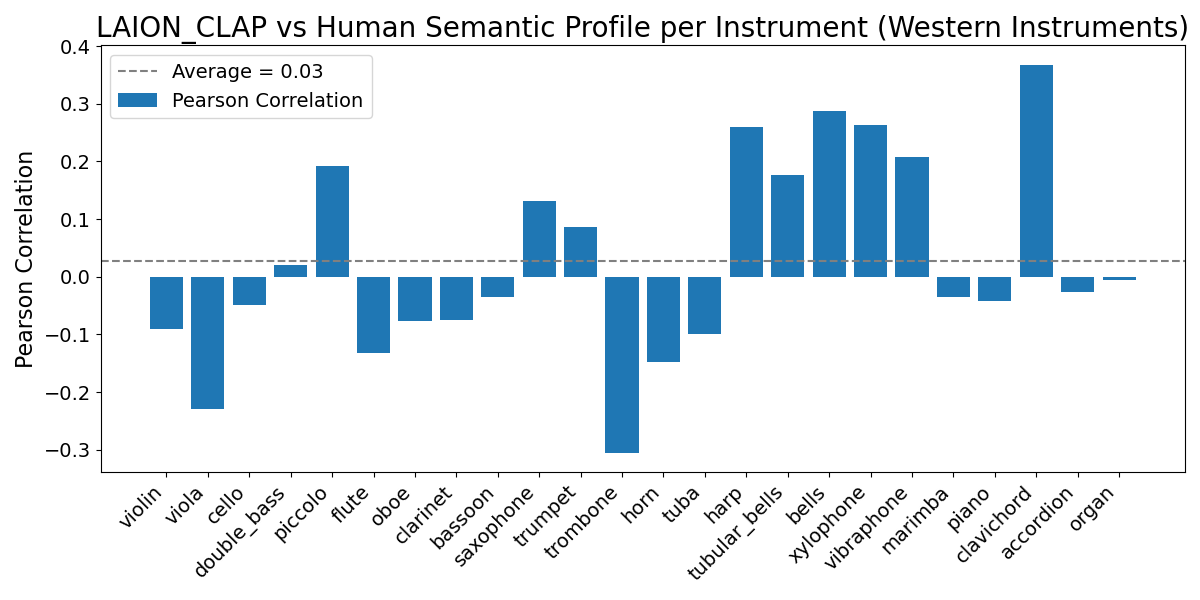 LAION_CLAP vs Human Semantic Profile per Instrument (Western Instruments)
Average = 0.03
Pearson Correlation
Pearson Correlation
0.4
0.3
0.2
0.1
0.0
−0.1
−0.2
−0.3
violin
viola
cello
double_bass
piccolo
flute
oboe
clarinet
bassoon
saxophone
trumpet
trombone
horn
tuba
harp
tubular_bells
bells
xylophone
vibraphone
marimba
piano
clavichord
accordion
organ